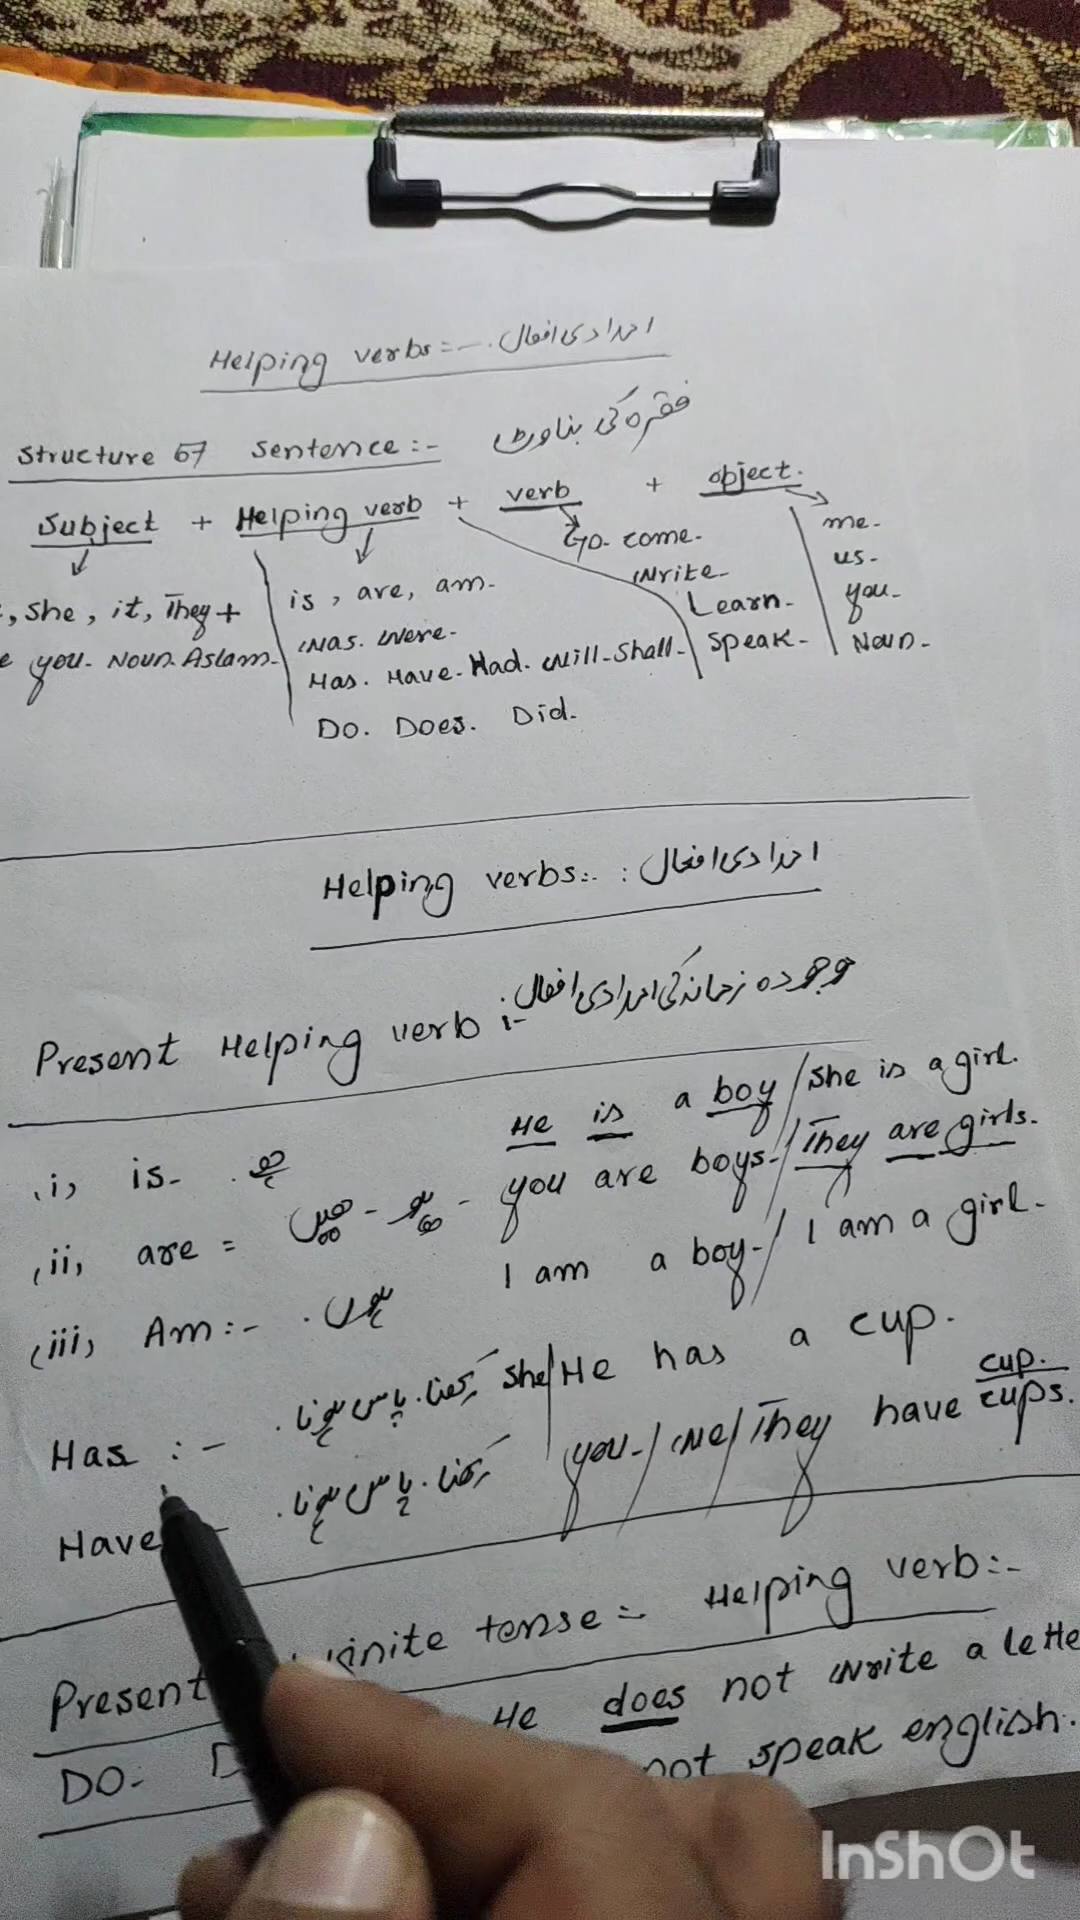 Helping verbs :- امدادی افعال
Structure of Sentence :- فقرہ کی بناوٹ
Subject + Helping verb + verb + object.
, She, it, They +
you. Noun. Aslam.
is, are, am.
Was. Were.
Has. Have. Had. Will. Shall.
Do. Does. Did.
Go. come.
Write.
Learn.
Speak.
me.
us.
you.
Noun.
Helping verbs :. : امدادی افعال
Present Helping verb :- موجودہ زمانہ کی امدادی افعال
(i) is. ہے He is a boy / She is a girl.
(ii) are = ہیں - ہو - you are boys. / They are girls.
(iii) Am :- ہوں I am a boy. / I am a girl.
Has :- رکھنا. پاس ہونا. She/He has a cup.
Have - رکھنا. پاس ہونا. you / We / They have cup. cups.
Present tense = Helping verb :-
DO. He does not write a lette
not speak english.
InShOt